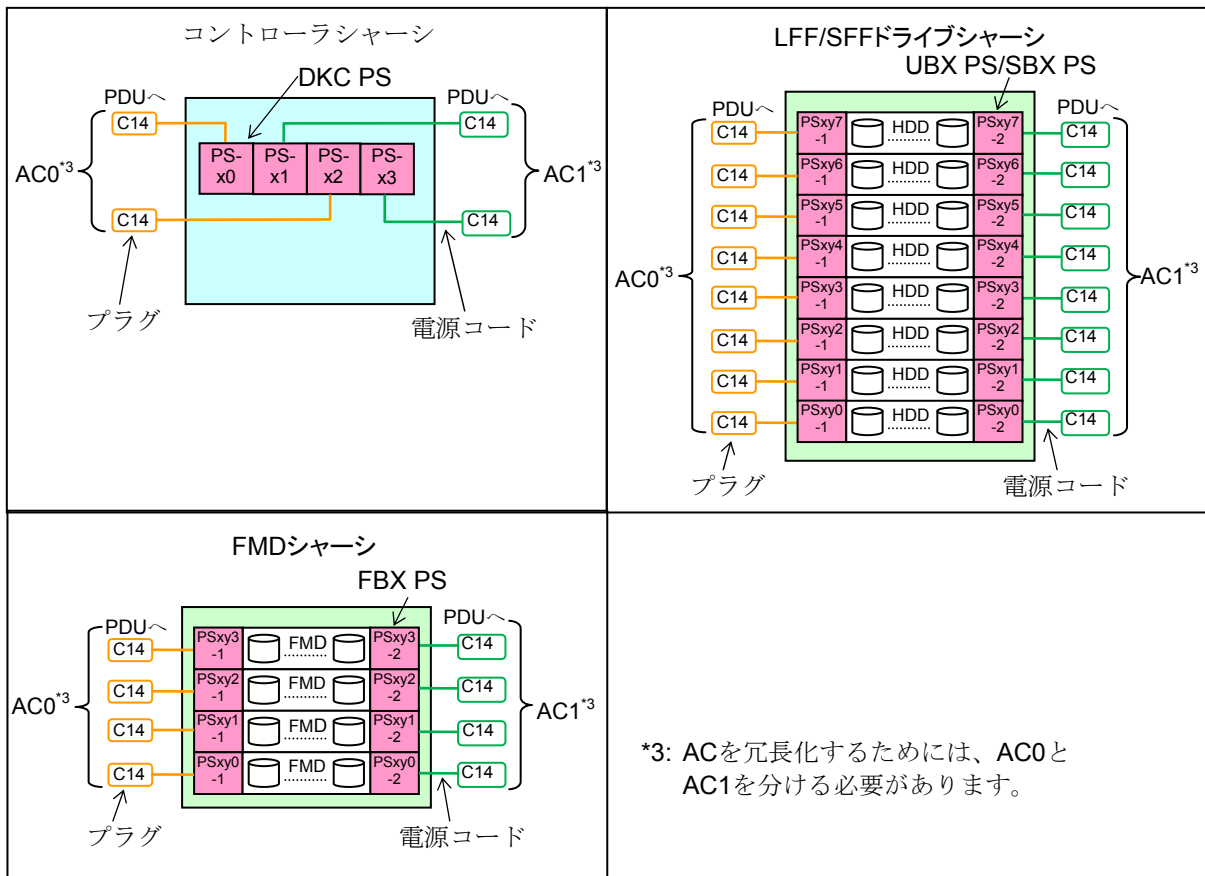 コントローラシャーシ
DKC PS
PDUへ
PDUへ
C14
C14
PS-x0
PS-x1
PS-x2
PS-x3
AC0*3
AC1*3
C14
C14
プラグ
電源コード
LFF/SFFドライブシャーシ
UBX PS/SBX PS
PDUへ
PDUへ
C14
PSxy7-1
HDD
PSxy7-2
C14
C14
PSxy6-1
HDD
PSxy6-2
C14
C14
PSxy5-1
HDD
PSxy5-2
C14
C14
PSxy4-1
HDD
PSxy4-2
C14
AC0*3
AC1*3
C14
PSxy3-1
HDD
PSxy3-2
C14
C14
PSxy2-1
HDD
PSxy2-2
C14
C14
PSxy1-1
HDD
PSxy1-2
C14
C14
PSxy0-1
HDD
PSxy0-2
C14
プラグ
電源コード
FMDシャーシ
FBX PS
PDUへ
PDUへ
C14
PSxy3-1
FMD
PSxy3-2
C14
C14
PSxy2-1
FMD
PSxy2-2
C14
AC0*3
AC1*3
C14
PSxy1-1
FMD
PSxy1-2
C14
C14
PSxy0-1
FMD
PSxy0-2
C14
プラグ
電源コード
*3: ACを冗長化するためには、AC0と
AC1を分ける必要があります。